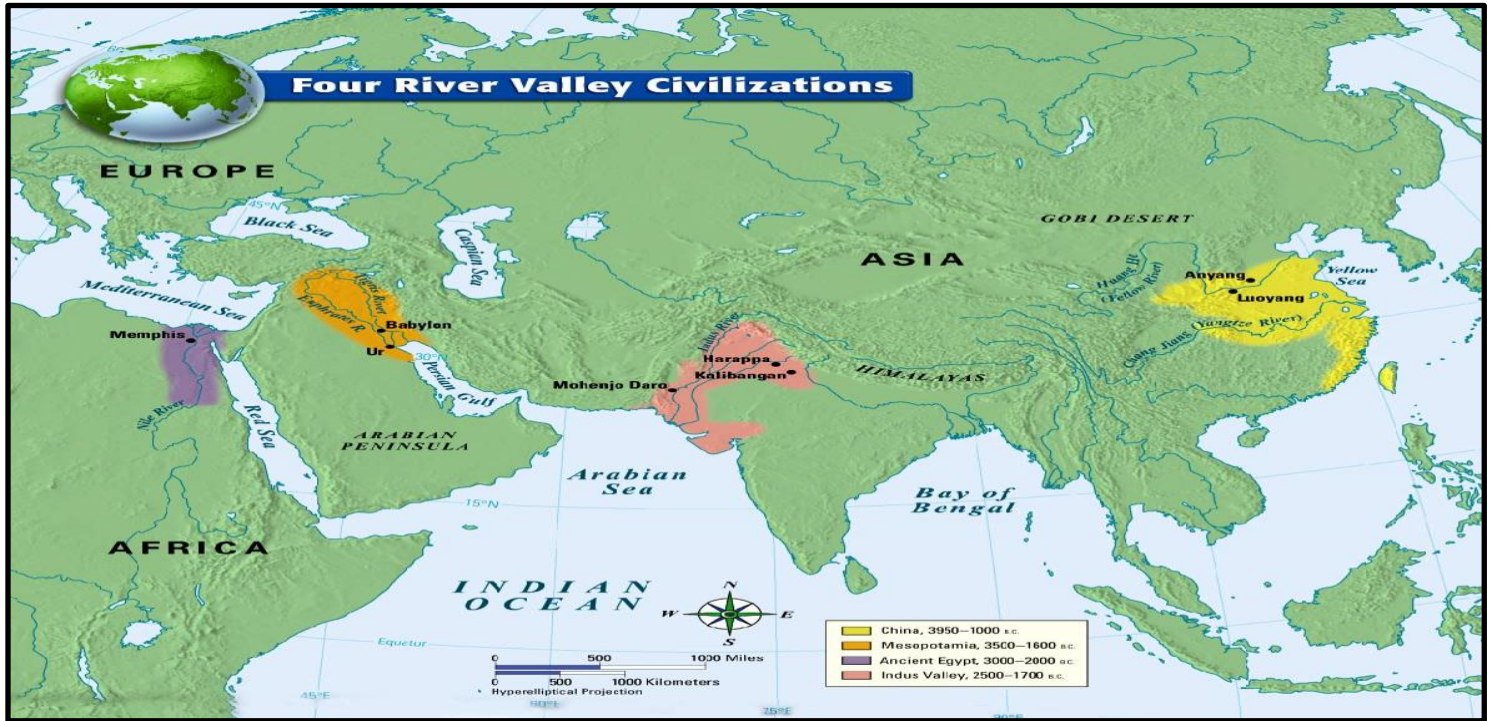 Four River Valley Civilizations
EUROPE
45°N
Black Sea
Caspian Sea
GOBI DESERT
ASIA
Huang He
(Yellow River)
Anyang
Luoyang
Yellow
Sea
Mediterranean Sea
Tigris River
Euphrates R.
Babylon
Memphis
Ur
30°N
Persian Gulf
Indus River
Harappa
Kalibangan
Mohenjo Daro
HIMALAYAS
Chang Jiang (Yangtze River)
Nile River
Red Sea
ARABIAN
PENINSULA
Arabian
Sea
Bay of
Bengal
15°N
AFRICA
INDIAN
OCEAN
N
W E
S
Equetur
0 500 1000 Miles
0 500 1000 Kilometers
Hyperelliptical Projection
China, 3950–1000 B.C.
Mesopotamia, 3500–1600 B.C.
Ancient Egypt, 3000–2000 B.C.
Indus Valley, 2500–1700 B.C.
45°E
75°E